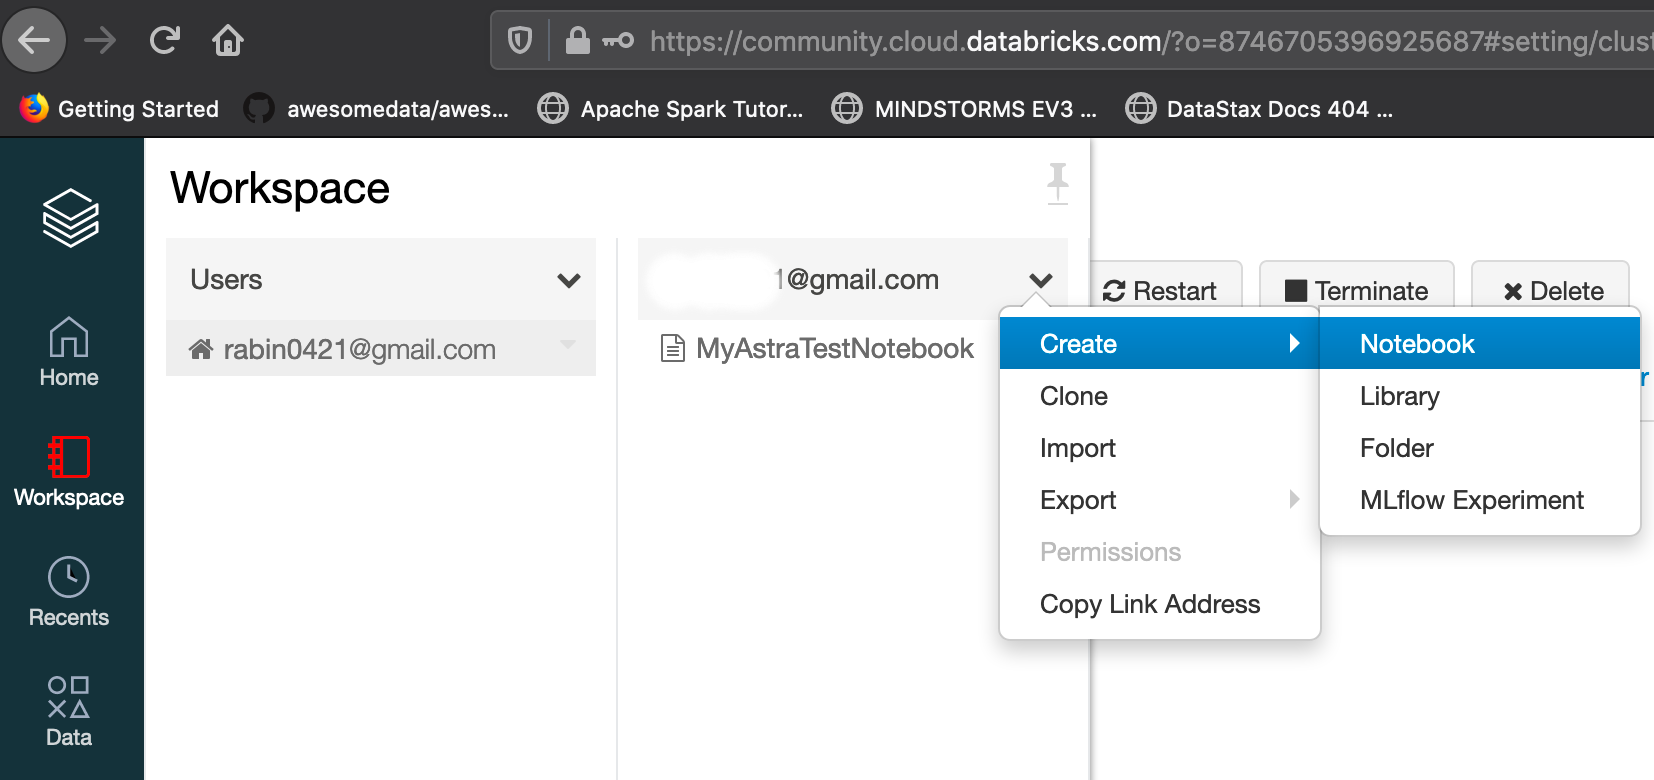 https://community.cloud.databricks.com/?o=8746705396925687#setting/clus
Getting Started awesomedata/awes... Apache Spark Tutor... MINDSTORMS EV3 ... DataStax Docs 404 ...
Workspace
Users
1@gmail.com
Restart
Terminate
Delete
rabin0421@gmail.com
MyAstraTestNotebook
Create
Clone
Import
Export
Permissions
Copy Link Address
Notebook
Library
Folder
MLflow Experiment
r
Home
Workspace
Recents
Data